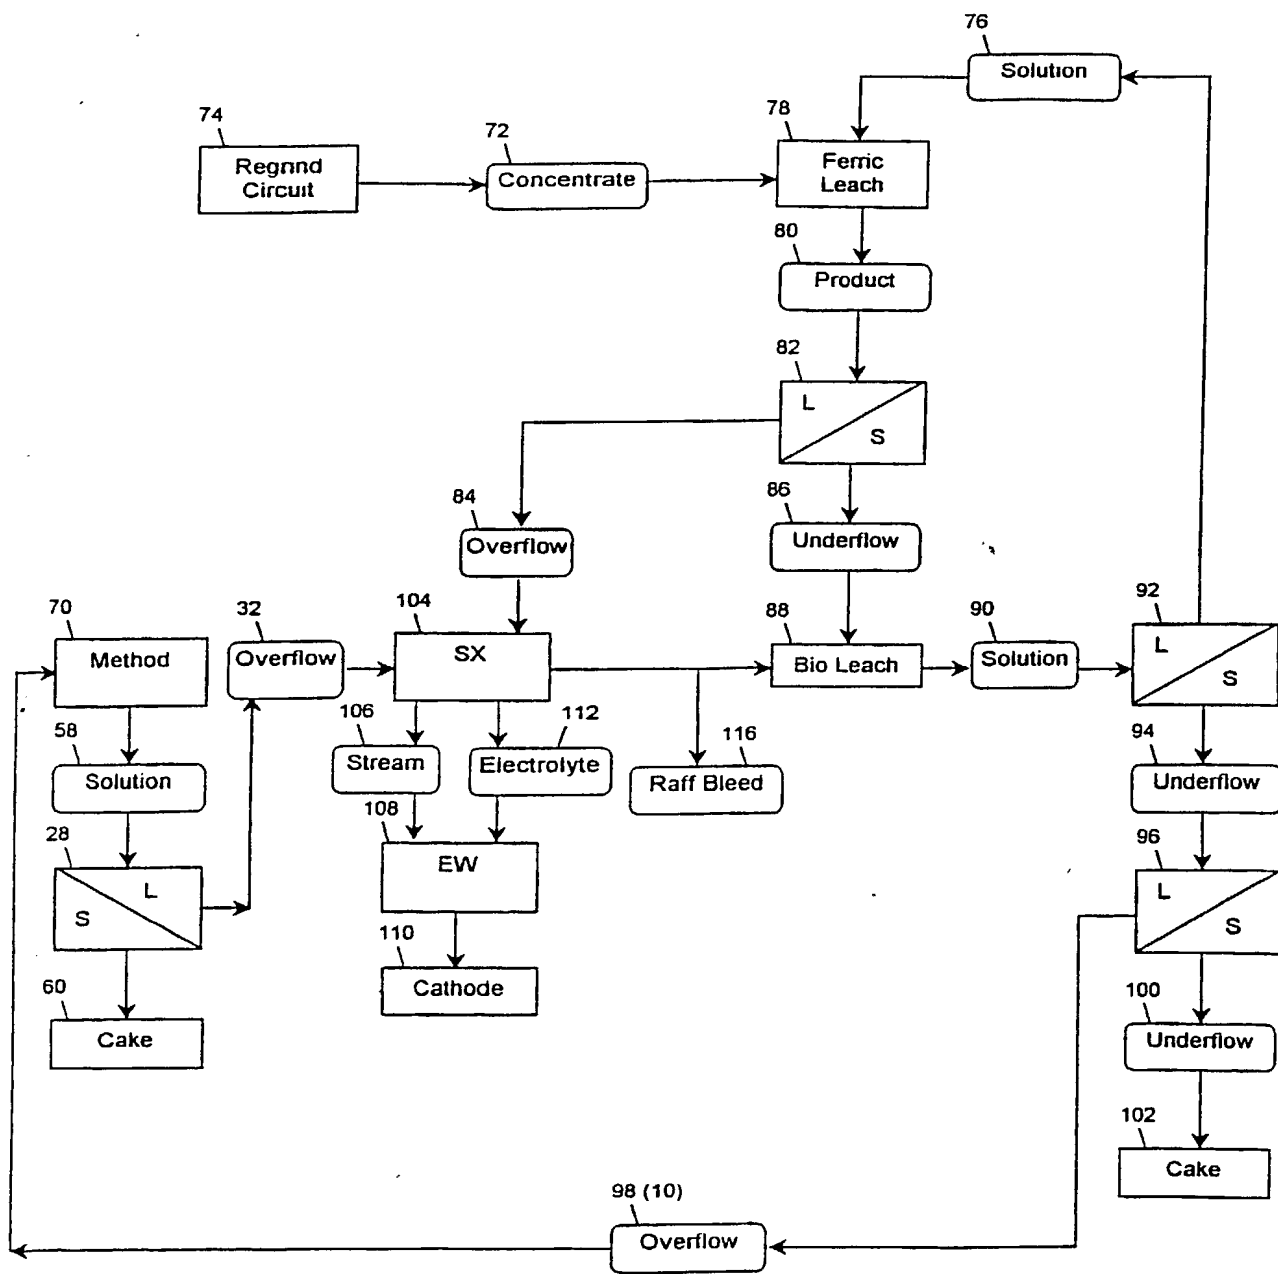 76
Solution
74
Regnnd
Circuit
72
Concentrate
78
Ferric
Leach
80
Product
82
L
S
84
Overflow
86
Underflow
70
Method
32
Overflow
104
SX
88
Bio Leach
90
Solution
92
L
S
58
Solution
106
Stream
112
Electrolyte
116
Raff Bleed
94
Underflow
28
L
S
108
EW
96
L
S
110
Cathode
60
Cake
100
Underflow
102
Cake
98 (10)
Overflow